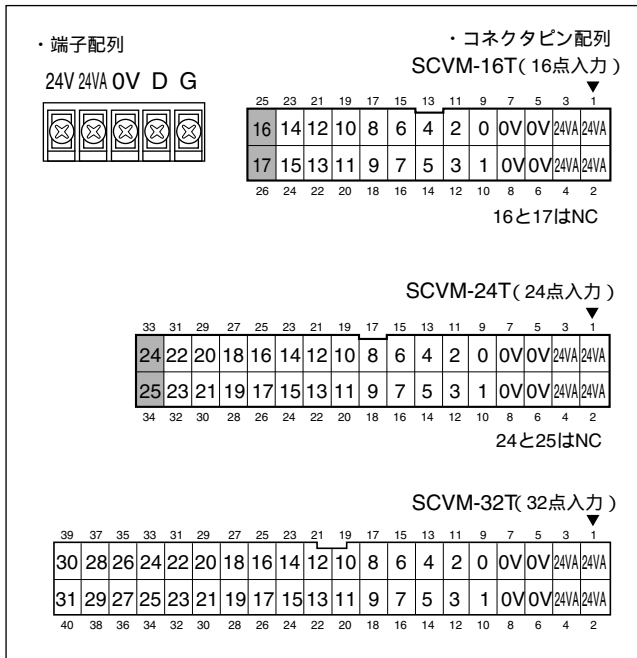 ・端子配列
24V 24VA 0V D G
・コネクタピン配列
SCVM-16T(16点入力)
▼
25 23 21 19 17 15 13 11 9 7 5 3 1
16 14 12 10 8 6 4 2 0 0V 0V 24VA 24VA
17 15 13 11 9 7 5 3 1 0V 0V 24VA 24VA
26 24 22 20 18 16 14 12 10 8 6 4 2
16と17はNC
SCVM-24T(24点入力)
▼
33 31 29 27 25 23 21 19 17 15 13 11 9 7 5 3 1
24 22 20 18 16 14 12 10 8 6 4 2 0 0V 0V 24VA 24VA
25 23 21 19 17 15 13 11 9 7 5 3 1 0V 0V 24VA 24VA
34 32 30 28 26 24 22 20 18 16 14 12 10 8 6 4 2
24と25はNC
SCVM-32T(32点入力)
▼
39 37 35 33 31 29 27 25 23 21 19 17 15 13 11 9 7 5 3 1
30 28 26 24 22 20 18 16 14 12 10 8 6 4 2 0 0V 0V 24VA 24VA
31 29 27 25 23 21 19 17 15 13 11 9 7 5 3 1 0V 0V 24VA 24VA
40 38 36 34 32 30 28 26 24 22 20 18 16 14 12 10 8 6 4 2